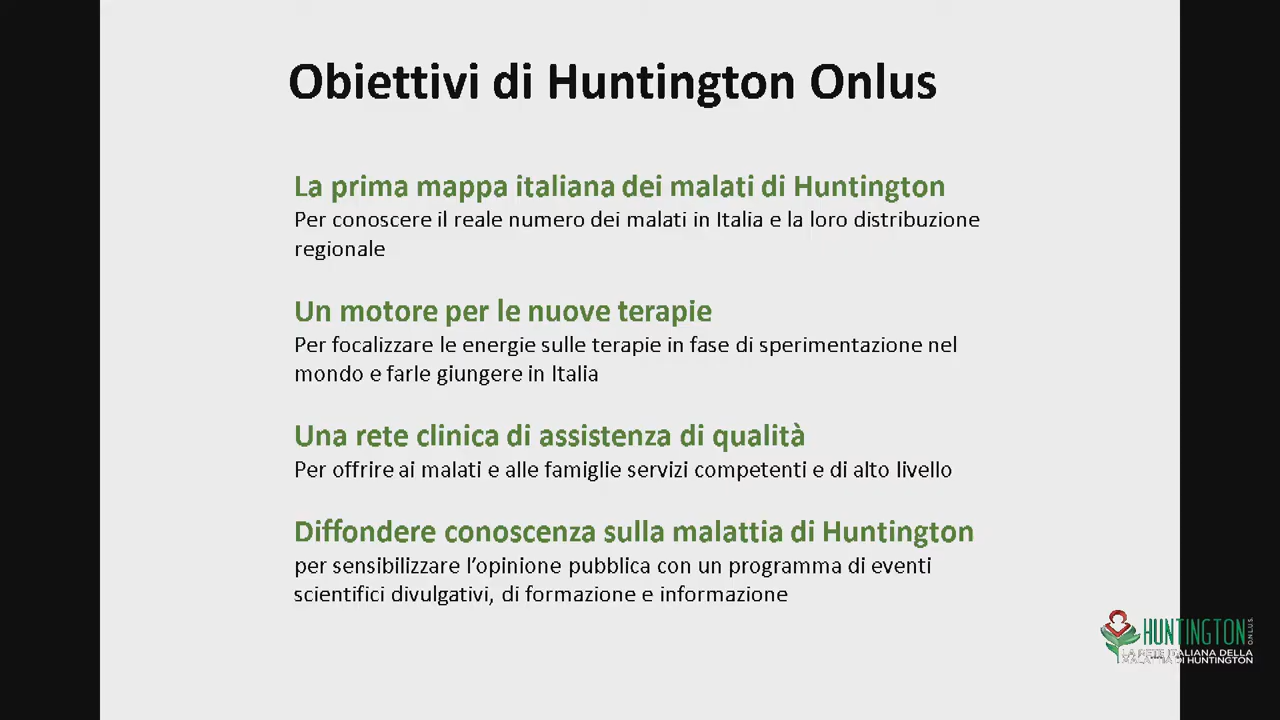 Obiettivi di Huntington Onlus
La prima mappa italiana dei malati di Huntington
Per conoscere il reale numero dei malati in Italia e la loro distribuzione
regionale
Un motore per le nuove terapie
Per focalizzare le energie sulle terapie in fase di sperimentazione nel
mondo e farle giungere in Italia
Una rete clinica di assistenza di qualità
Per offrire ai malati e alle famiglie servizi competenti e di alto livello
Diffondere conoscenza sulla malattia di Huntington
per sensibilizzare l’opinione pubblica con un programma di eventi
scientifici divulgativi, di formazione e informazione
HUNTINGTON O.N.L.U.S.
LA RETE ITALIANA DELLA
MALATTIA DI HUNTINGTON